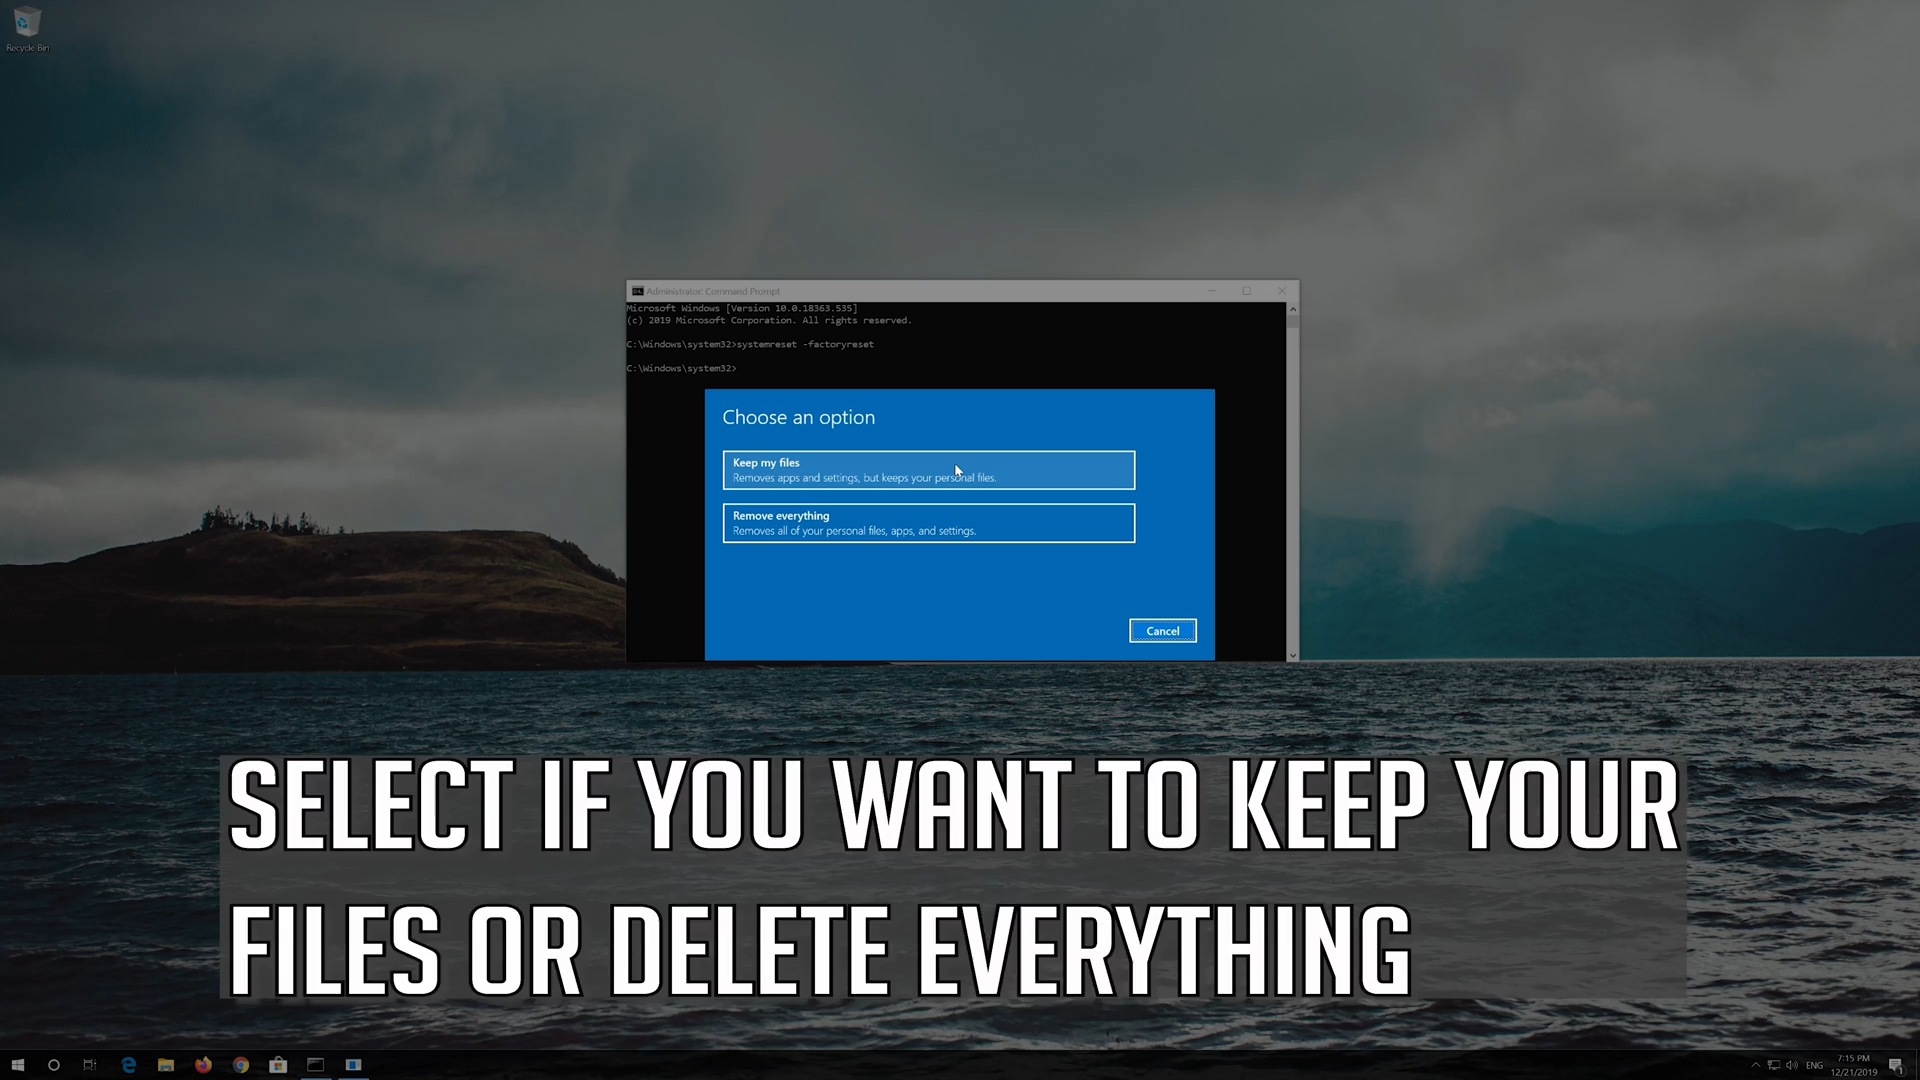 Recycle Bin
Administrator: Command Prompt
Microsoft Windows [Version 10.0.18363.535]
(c) 2019 Microsoft Corporation. All rights reserved.
C:\Windows\system32>systemreset -factoryreset
C:\Windows\system32>
Choose an option
Keep my files
Removes apps and settings, but keeps your personal files.
Remove everything
Removes all of your personal files, apps, and settings.
Cancel
SELECT IF YOU WANT TO KEEP YOUR
FILES OR DELETE EVERYTHING
ENG
7:15 PM
12/21/2019
1